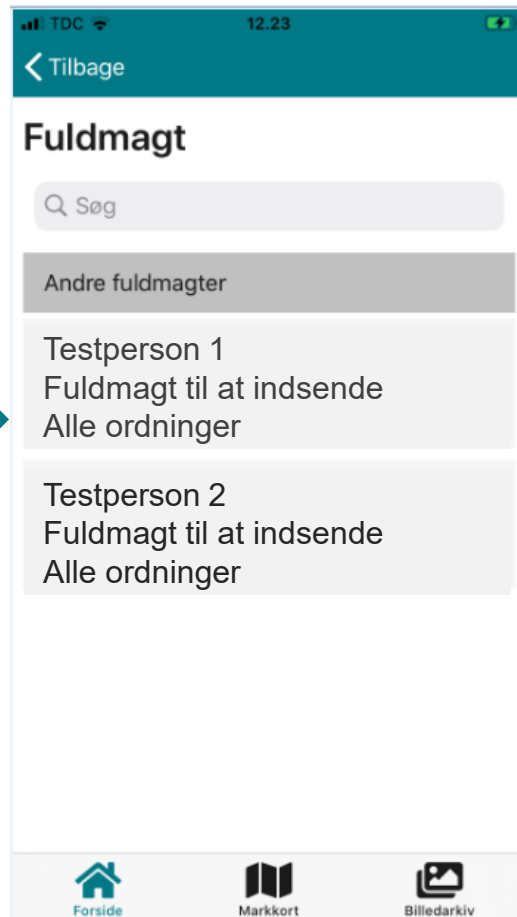 TDC 12.23
Tilbage
Fuldmagt
Søg
Andre fuldmagter
Testperson 1
Fuldmagt til at indsende
Alle ordninger
Testperson 2
Fuldmagt til at indsende
Alle ordninger
Forside Markkort Billedarkiv